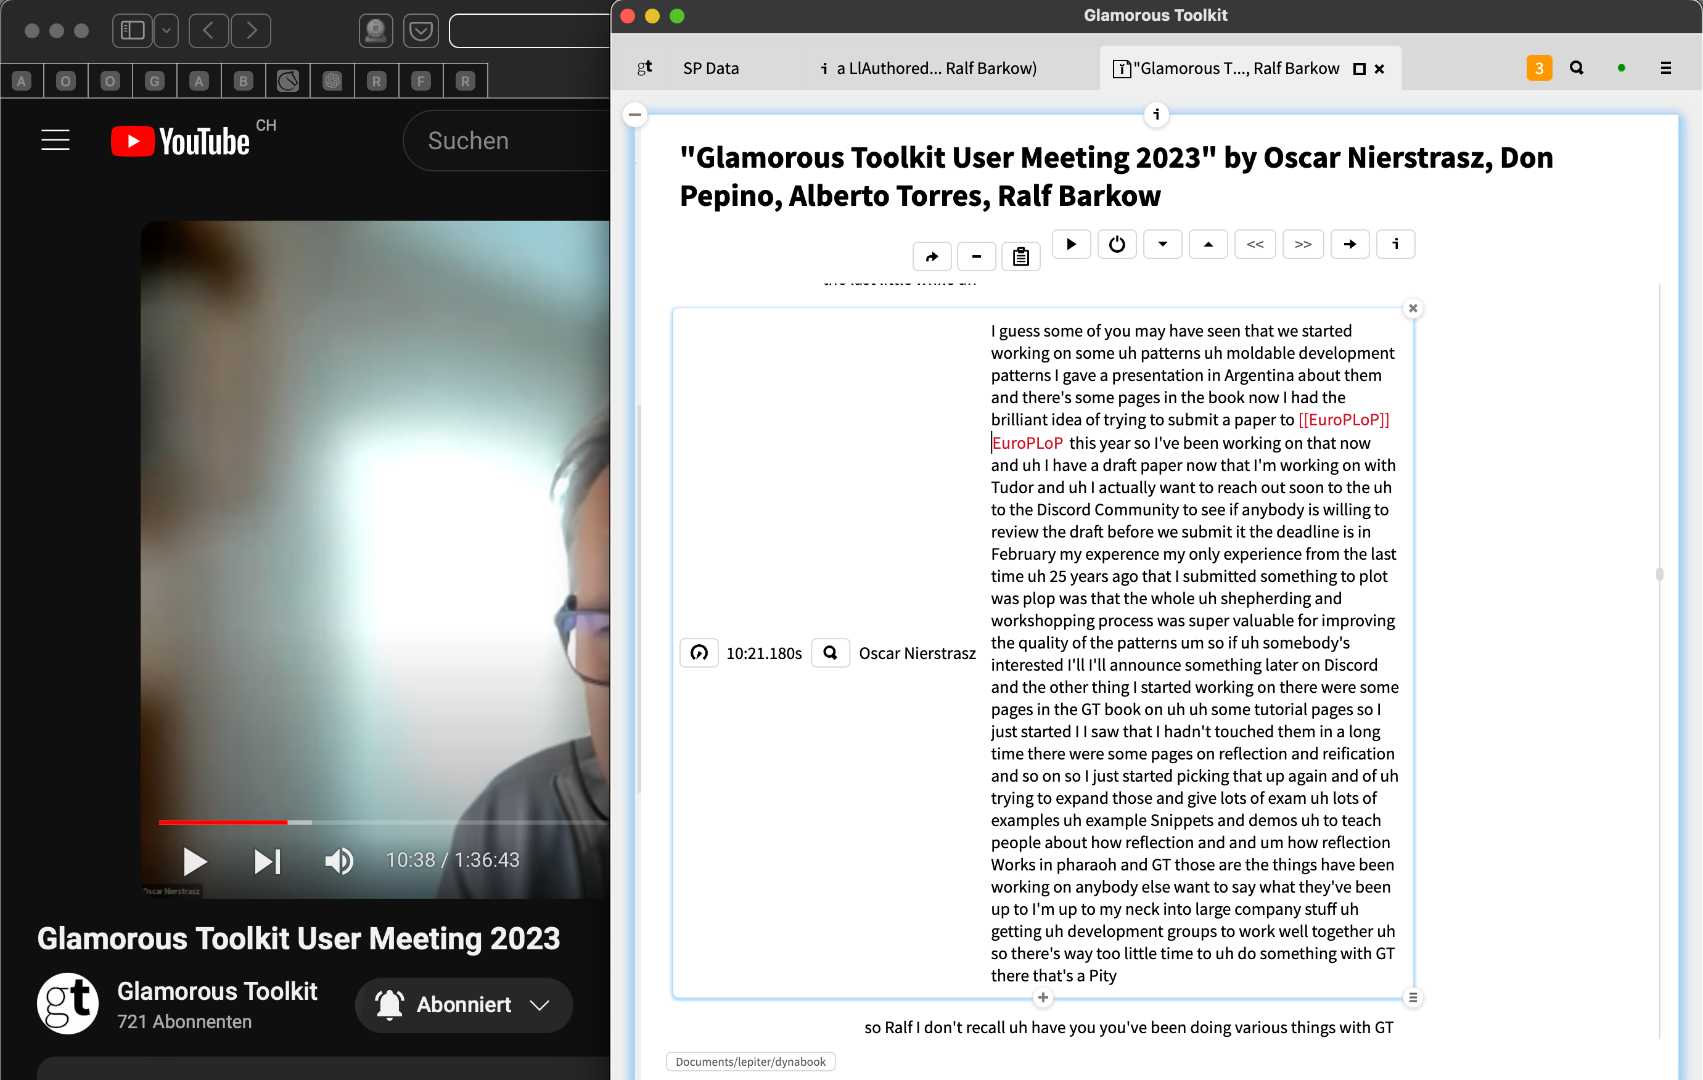 A O O G A B R F R
YouTube CH
Suchen
Oscar Nierstrasz
10:38 / 1:36:43
Glamorous Toolkit User Meeting 2023
gt
Glamorous Toolkit
721 Abonnenten
Abonniert
Glamorous Toolkit
gt
SP Data
i a LlAuthored... Ralf Barkow)
"Glamorous T..., Ralf Barkow
3
i
"Glamorous Toolkit User Meeting 2023" by Oscar Nierstrasz, Don
Pepino, Alberto Torres, Ralf Barkow
<< >> i
the last little while uh
I guess some of you may have seen that we started
working on some uh patterns uh moldable development
patterns I gave a presentation in Argentina about them
and there's some pages in the book now I had the
brilliant idea of trying to submit a paper to [[EuroPLoP]]
EuroPLoP this year so I've been working on that now
and uh I have a draft paper now that I'm working on with
Tudor and uh I actually want to reach out soon to the uh
to the Discord Community to see if anybody is willing to
review the draft before we submit it the deadline is in
February my experence my only experience from the last
time uh 25 years ago that I submitted something to plot
was plop was that the whole uh shepherding and
workshopping process was super valuable for improving
the quality of the patterns um so if uh somebody's
interested I'll I'll announce something later on Discord
and the other thing I started working on there were some
pages in the GT book on uh uh some tutorial pages so I
just started I I saw that I hadn't touched them in a long
time there were some pages on reflection and reification
and so on so I just started picking that up again and of uh
trying to expand those and give lots of exam uh lots of
examples uh example Snippets and demos uh to teach
people about how reflection and and um how reflection
Works in pharaoh and GT those are the things have been
working on anybody else want to say what they've been
up to I'm up to my neck into large company stuff uh
getting uh development groups to work well together uh
so there's way too little time to uh do something with GT
there that's a Pity
10:21.180s
Oscar Nierstrasz
so Ralf I don't recall uh have you you've been doing various things with GT
Documents/lepiter/dynabook